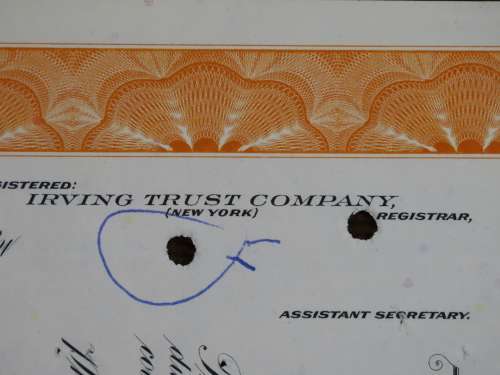 ISTERED:
IRVING TRUST COMPANY,
(NEW YORK)
REGISTRAR,
ASSISTANT SECRETARY.